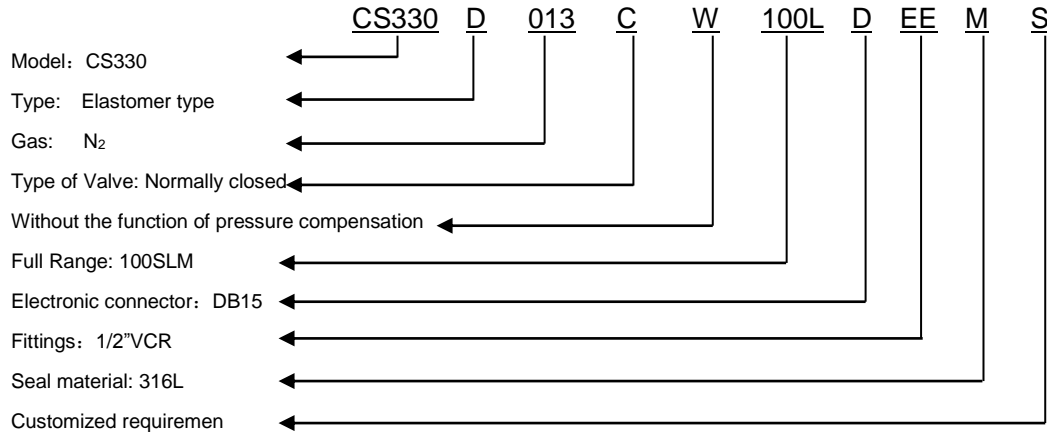 CS330 D 013 C W 100L D EE M S
Model：CS330
Type: Elastomer type
Gas: N₂
Type of Valve: Normally closed
Without the function of pressure compensation
Full Range: 100SLM
Electronic connector：DB15
Fittings：1/2”VCR
Seal material: 316L
Customized requiremen